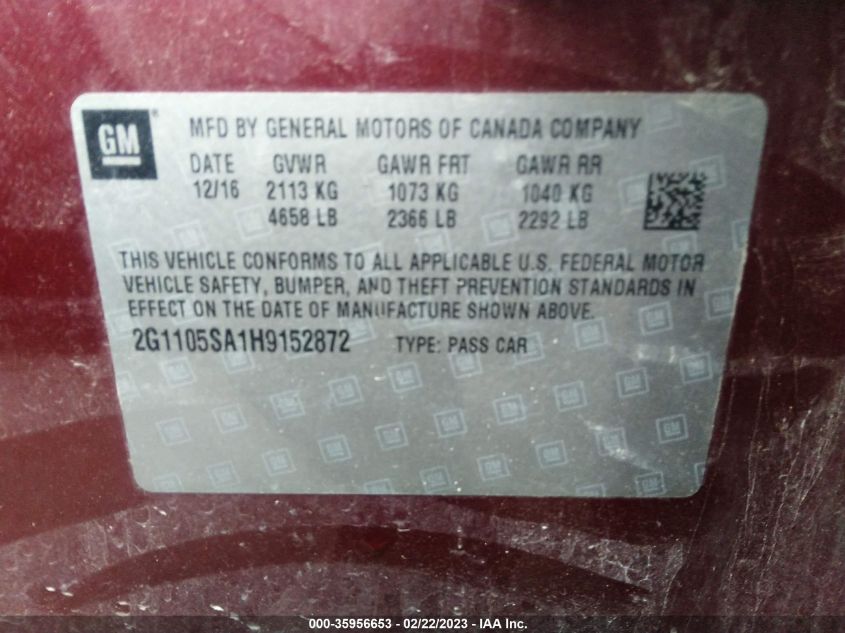 GM®
MFD BY GENERAL MOTORS OF CANADA COMPANY
DATE GVWR GAWR FRT GAWR RR
12/16 2113 KG 1073 KG 1040 KG
4658 LB 2366 LB 2292 LB
THIS VEHICLE CONFORMS TO ALL APPLICABLE U.S. FEDERAL MOTOR
VEHICLE SAFETY, BUMPER, AND THEFT PREVENTION STANDARDS IN
EFFECT ON THE DATE OF MANUFACTURE SHOWN ABOVE.
2G1105SA1H9152872 TYPE: PASS CAR
000-35956653 - 02/22/2023 - IAA Inc.